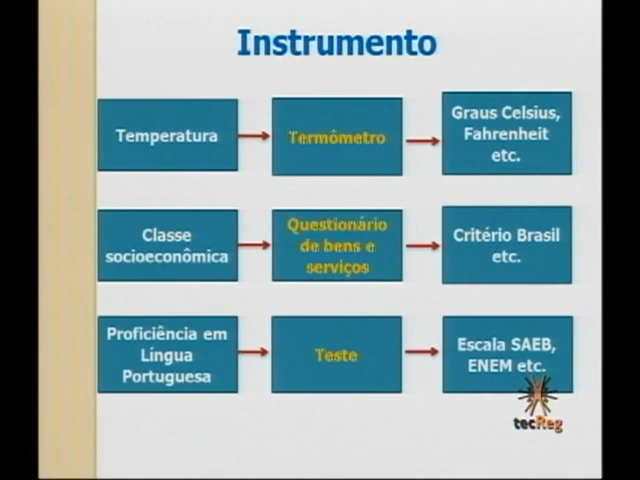 Instrumento
Temperatura
Termômetro
Graus Celsius,
Fahrenheit
etc.
Classe
socioeconômica
Questionário
de bens e
serviços
Critério Brasil
etc.
Proficiência em
Língua
Portuguesa
Teste
Escala SAEB,
ENEM etc.
tecReg